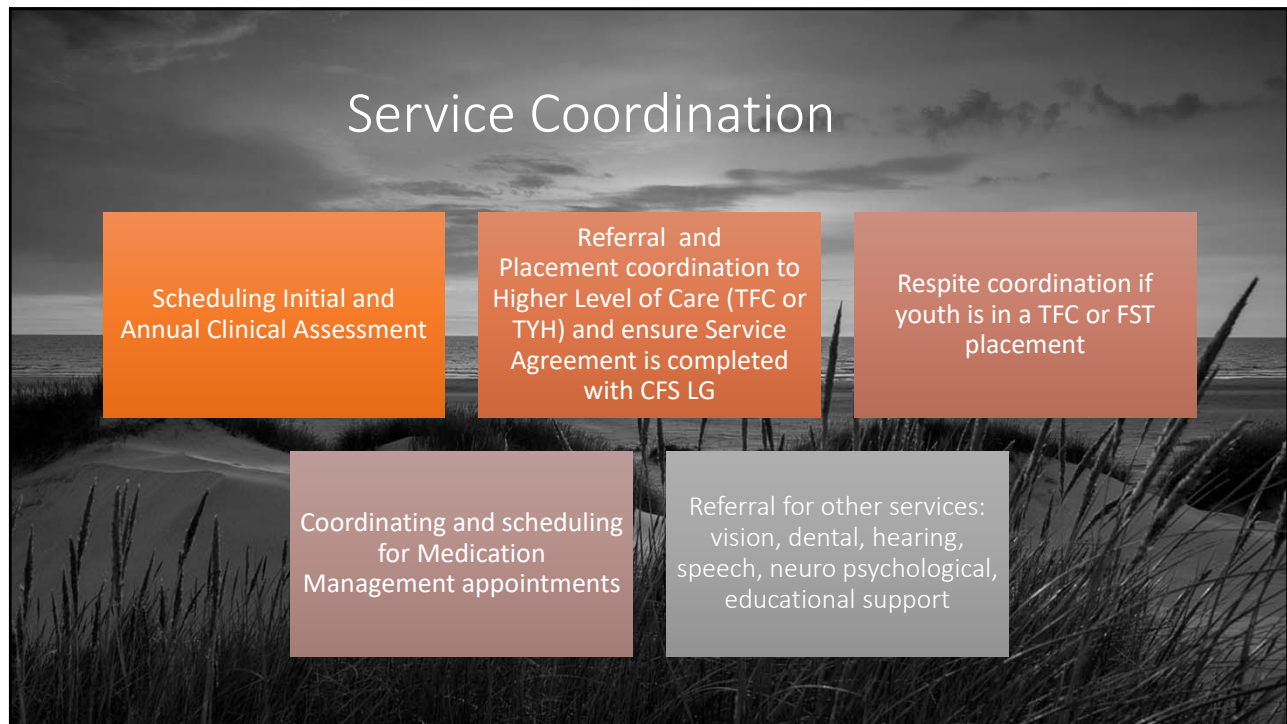 Service Coordination
Scheduling Initial and
Annual Clinical Assessment
Referral  and
Placement coordination to
Higher Level of Care (TFC or
TYH) and ensure Service
Agreement is completed
with CFS LG
Respite coordination if
youth is in a TFC or FST
placement
Coordinating and scheduling
for Medication
Management appointments
Referral for other services:
vision, dental, hearing,
speech, neuro psychological,
educational support